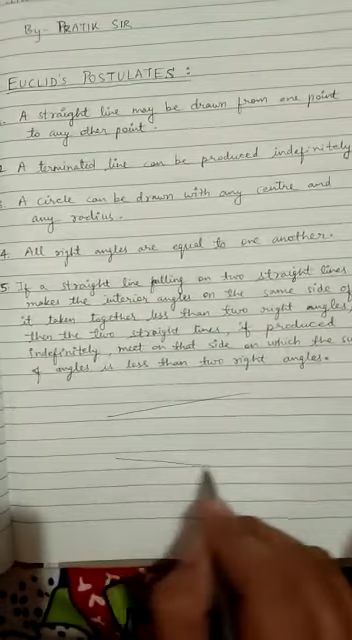 By- PRATIK SIR
EUCLID'S POSTULATES :
1. A straight line may be drawn from one point
to any other point.
2. A terminated line can be produced indefinitely
3. A circle can be drawn with any centre and
any radius.
4. All right angles are equal to one another.
5. If a straight line falling on two straight lines
makes the interior angles on the same side of
it taken together less than two right angles,
then the two straight lines, if produced
indefinitely, meet on that side on which the su
of angles is less than two right angles.